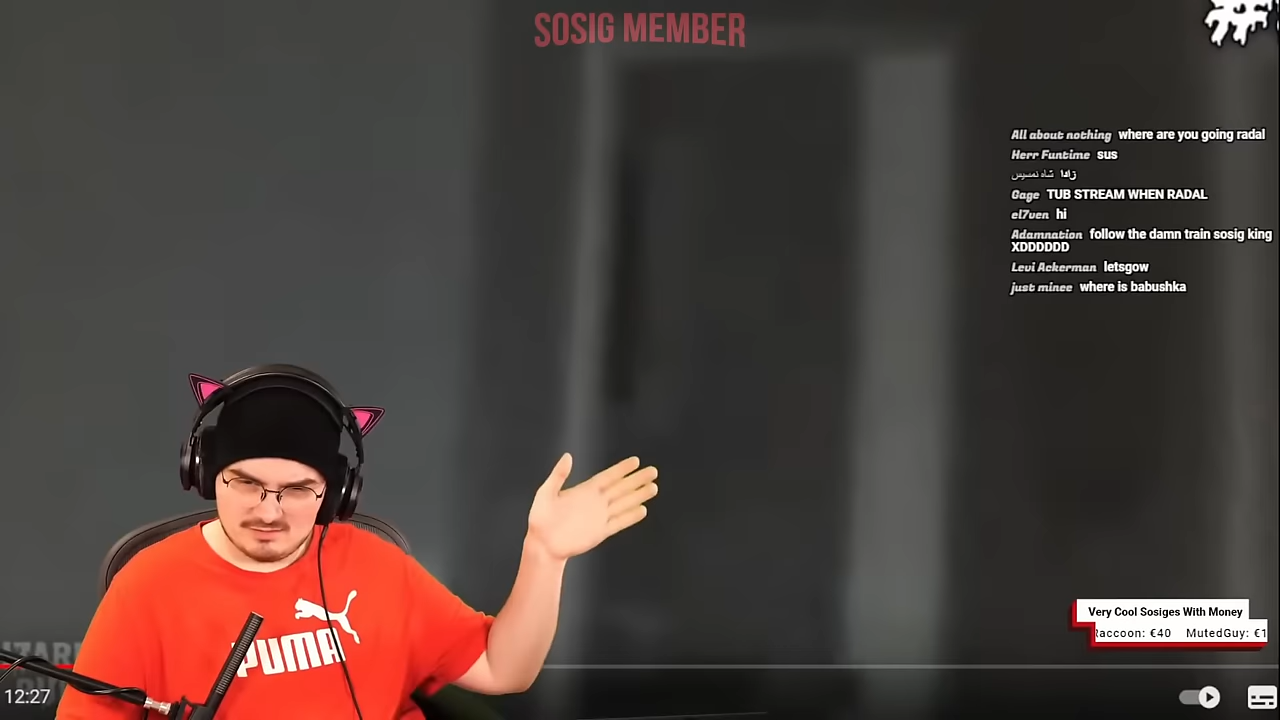 SOSIG MEMBER
All about nothing where are you going radal
Herr Funtime sus
شاه نمسيس زادا
Gage TUB STREAM WHEN RADAL
el7ven hi
Adamnation follow the damn train sosig king
XDDDDDD
Levi Ackerman letsgow
just minee where is babushka
PUMA
Very Cool Sosiges With Money
Raccoon: €40 MutedGuy: €1
12:27